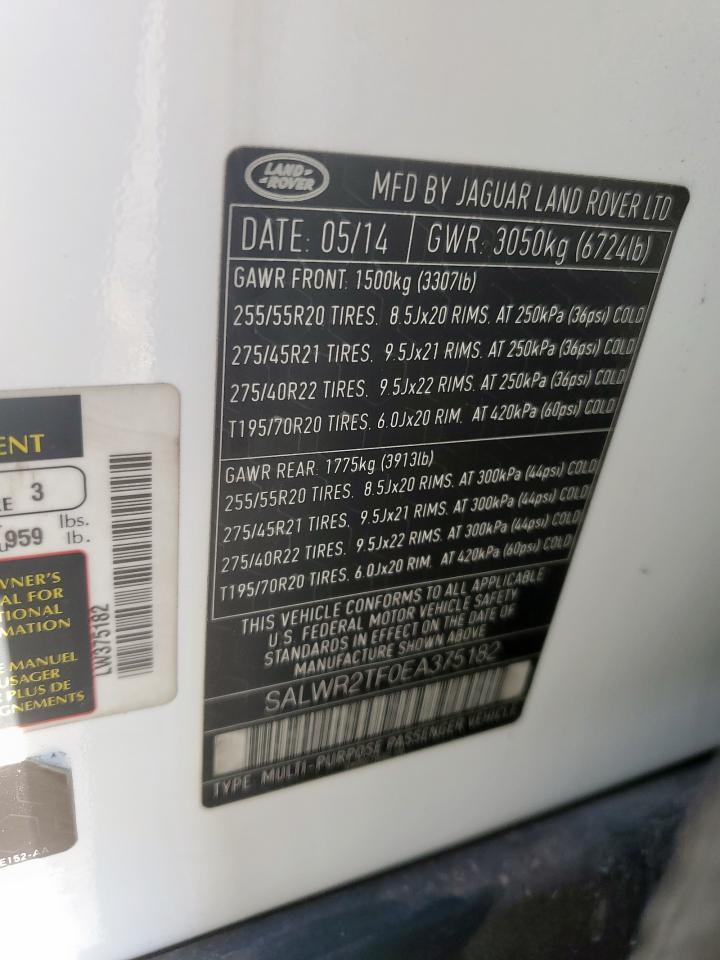 LAND-
-ROVER
MFD BY JAGUAR LAND ROVER LTD
DATE: 05/14 GWR: 3050kg (6724lb)
GAWR FRONT: 1500kg (3307lb)
255/55R20 TIRES. 8.5Jx20 RIMS. AT 250kPa (36psi) COLD
275/45R21 TIRES. 9.5Jx21 RIMS. AT 250kPa (36psi) COLD
275/40R22 TIRES. 9.5Jx22 RIMS. AT 250kPa (36psi) COLD
T195/70R20 TIRES. 6.0Jx20 RIM. AT 420kPa (60psi) COLD
GAWR REAR: 1775kg (3913lb)
255/55R20 TIRES. 8.5Jx20 RIMS. AT 300kPa (44psi) COLD
275/45R21 TIRES. 9.5Jx21 RIMS. AT 300kPa (44psi) COLD
275/40R22 TIRES. 9.5Jx22 RIMS. AT 300kPa (44psi) COLD
T195/70R20 TIRES. 6.0Jx20 RIM. AT 420kPa (60psi) COLD
THIS VEHICLE CONFORMS TO ALL APPLICABLE
U.S. FEDERAL MOTOR VEHICLE SAFETY
STANDARDS IN EFFECT ON THE DATE OF
MANUFACTURE SHOWN ABOVE
SALWR2TF0EA375182
TYPE MULTI-PURPOSE PASSENGER VEHICLE
ENT
3
lbs.
959 lb.
WNER'S
AL FOR
TIONAL
MATION
E MANUEL
USAGER
PLUS DE
GNEMENTS
LW375182
E152-AA